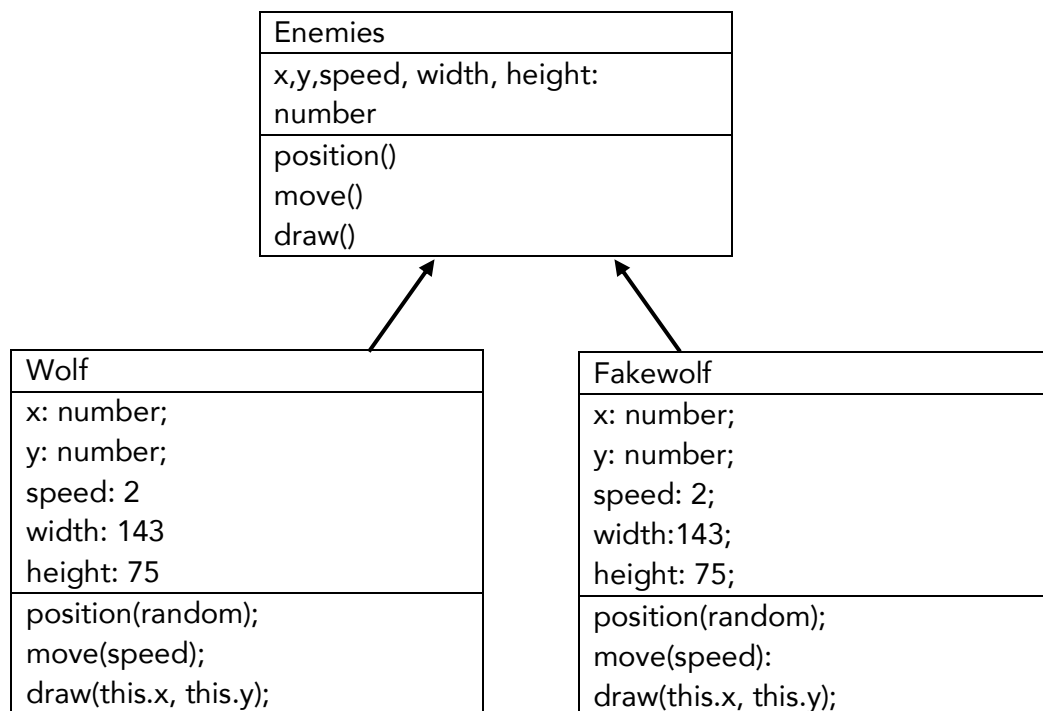 Enemies
x,y,speed, width, height:
number
position()
move()
draw()
Wolf
x: number;
y: number;
speed: 2
width: 143
height: 75
position(random);
move(speed);
draw(this.x, this.y);
Fakewolf
x: number;
y: number;
speed: 2;
width:143;
height: 75;
position(random);
move(speed):
draw(this.x, this.y);